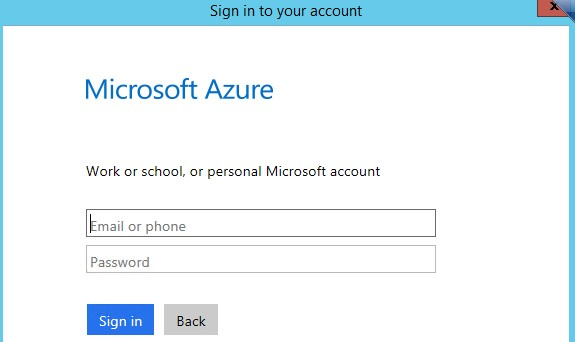 Sign in to your account
x
Microsoft Azure
Work or school, or personal Microsoft account
Email or phone
Password
Sign in Back